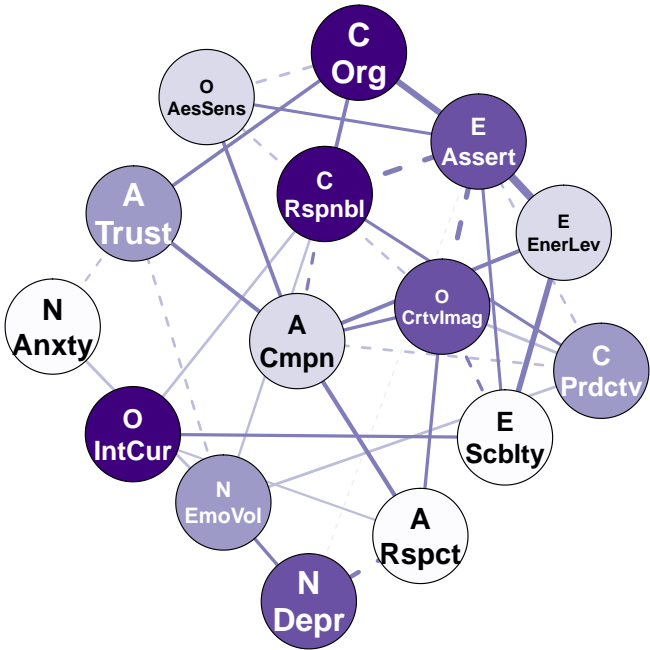 C
Org
O
AesSens
E
Assert
C
Rspnbl
A
Trust
E
EnerLev
O
CrtvImag
N
Anxty
A
Cmpn
C
Prdctv
O
IntCur
E
Scblty
N
EmoVol
A
Rspct
N
Depr